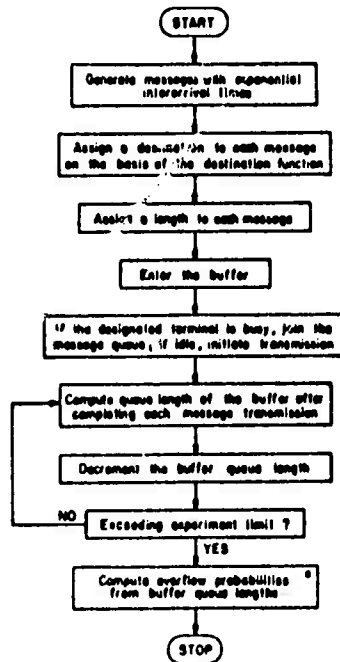 START
Generate messages with exponential
interarrival times
Assign a destination to each message
on the basis of the destination function
Assign a length to each message
Enter the buffer
If the designated terminal is busy, join the
message queue, if idle, initiate transmission
Compute queue length of the buffer after
completing each message transmission
Decrement the buffer queue length
NO
Exceeding experiment limit ?
YES
Compute overflow probabilities
from buffer queue lengths
STOP